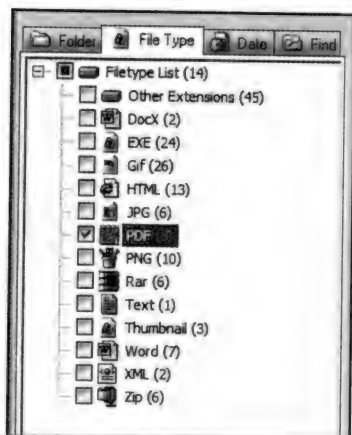 Folder File Type Date Find
Filetype List (14)
Other Extensions (45)
DocX (2)
EXE (24)
Gif (26)
HTML (13)
JPG (6)
PDF
PNG (10)
Rar (6)
Text (1)
Thumbnail (3)
Word (7)
XML (2)
Zip (6)